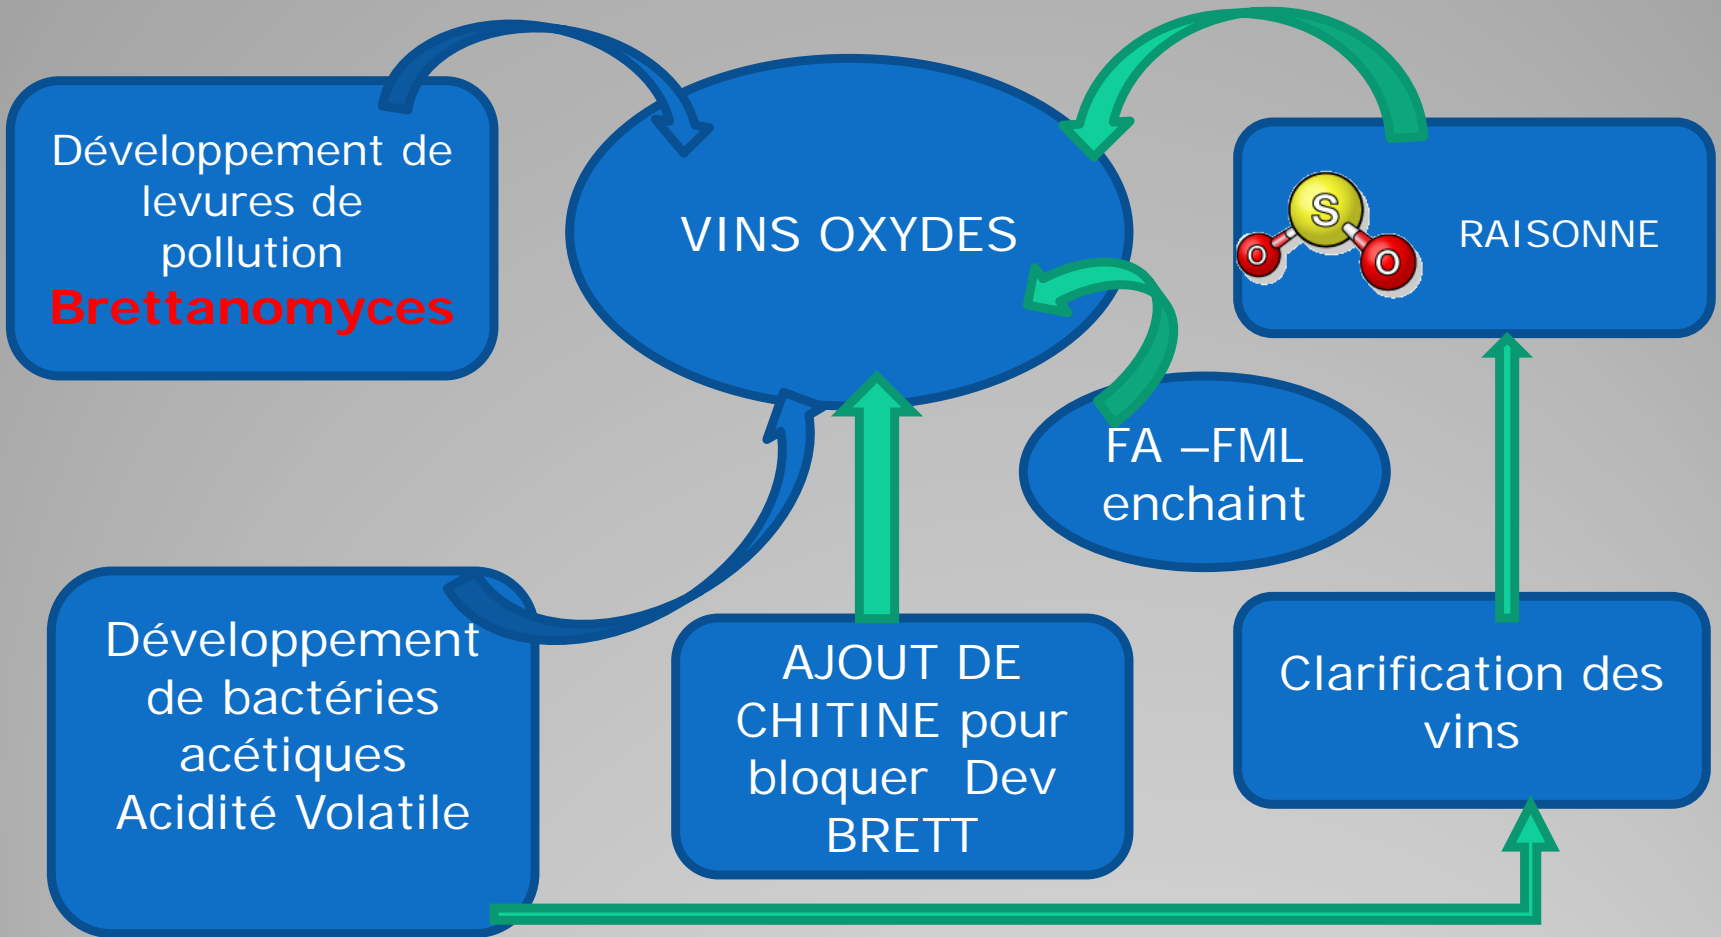 Développement de
levures de
pollution
Brettanomyces
VINS OXYDES
S
O
O
RAISONNE
FA –FML
enchaint
Développement
de bactéries
acétiques
Acidité Volatile
AJOUT DE
CHITINE pour
bloquer Dev
BRETT
Clarification des
vins